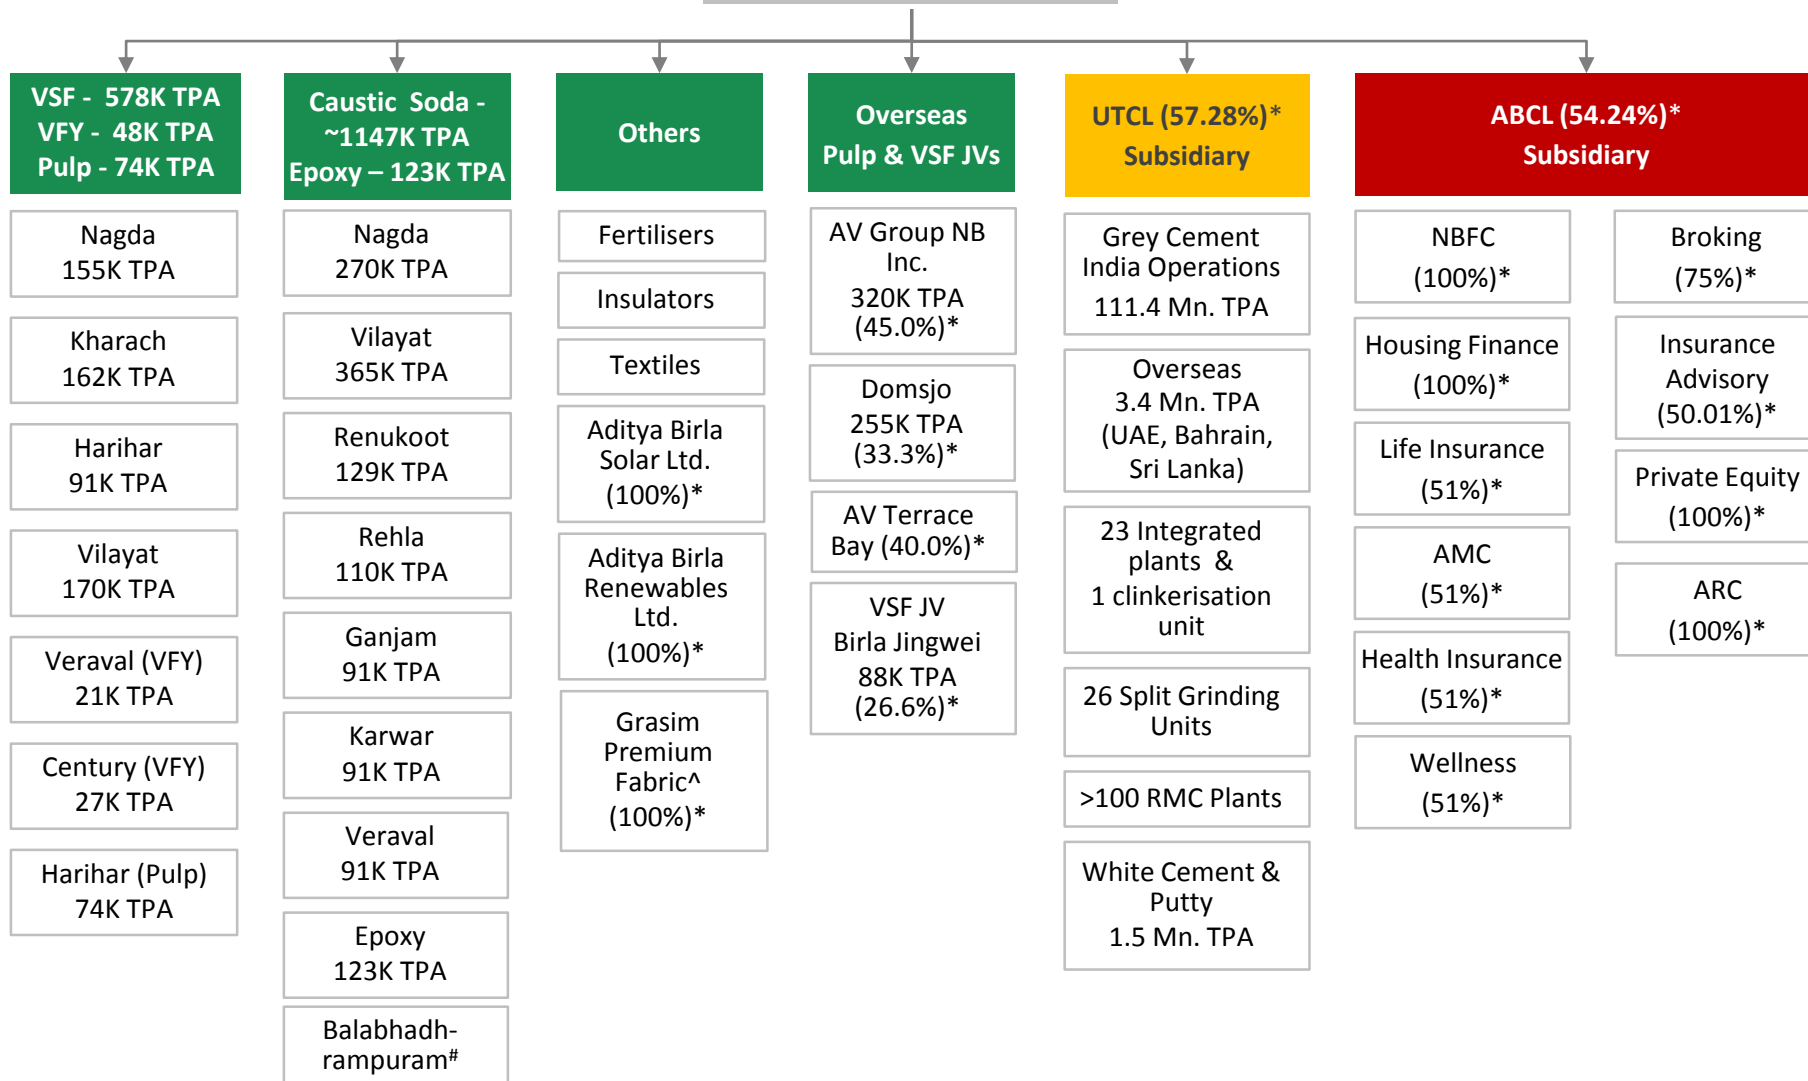 VSF - 578K TPA
VFY - 48K TPA
Pulp - 74K TPA
Nagda
155K TPA
Kharach
162K TPA
Harihar
91K TPA
Vilayat
170K TPA
Veraval (VFY)
21K TPA
Century (VFY)
27K TPA
Harihar (Pulp)
74K TPA
Caustic Soda -
~1147K TPA
Epoxy – 123K TPA
Nagda
270K TPA
Vilayat
365K TPA
Renukoot
129K TPA
Rehla
110K TPA
Ganjam
91K TPA
Karwar
91K TPA
Veraval
91K TPA
Epoxy
123K TPA
Balabhadh-
rampuram#
Others
Fertilisers
Insulators
Textiles
Aditya Birla
Solar Ltd.
(100%)*
Aditya Birla
Renewables
Ltd.
(100%)*
Grasim
Premium
Fabric^
(100%)*
Overseas
Pulp & VSF JVs
AV Group NB
Inc.
320K TPA
(45.0%)*
Domsjo
255K TPA
(33.3%)*
AV Terrace
Bay (40.0%)*
VSF JV
Birla Jingwei
88K TPA
(26.6%)*
UTCL (57.28%)*
Subsidiary
Grey Cement
India Operations
111.4 Mn. TPA
Overseas
3.4 Mn. TPA
(UAE, Bahrain,
Sri Lanka)
23 Integrated
plants &
1 clinkerisation
unit
26 Split Grinding
Units
>100 RMC Plants
White Cement &
Putty
1.5 Mn. TPA
ABCL (54.24%)*
Subsidiary
NBFC
(100%)*
Housing Finance
(100%)*
Life Insurance
(51%)*
AMC
(51%)*
Health Insurance
(51%)*
Wellness
(51%)*
Broking
(75%)*
Insurance
Advisory
(50.01%)*
Private Equity
(100%)*
ARC
(100%)*